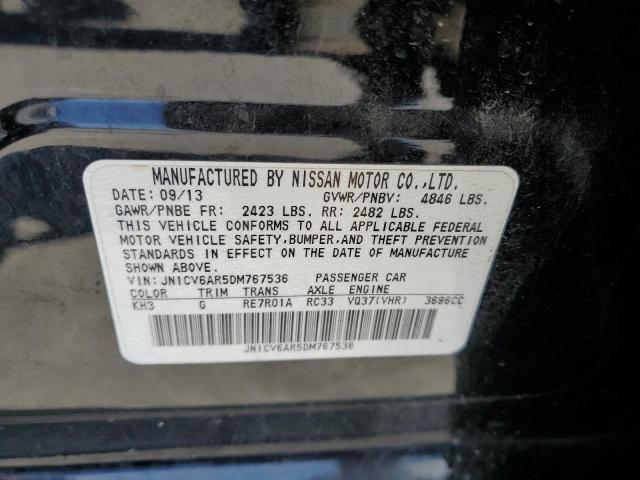 MANUFACTURED BY NISSAN MOTOR CO.,LTD.
DATE: 09/13 GVWR/PNBV: 4846 LBS.
GAWR/PNBE FR: 2423 LBS. RR: 2482 LBS.
THIS VEHICLE CONFORMS TO ALL APPLICABLE FEDERAL
MOTOR VEHICLE SAFETY,BUMPER,AND THEFT PREVENTION
STANDARDS IN EFFECT ON THE DATE OF MANUFACTURE
SHOWN ABOVE.
VIN: JN1CV6AR5DM767536 PASSENGER CAR
COLOR TRIM TRANS AXLE ENGINE
KH3 G RE7R01A RC33 VQ37(VHR) 3696CC
JN1CV6AR5DM767536